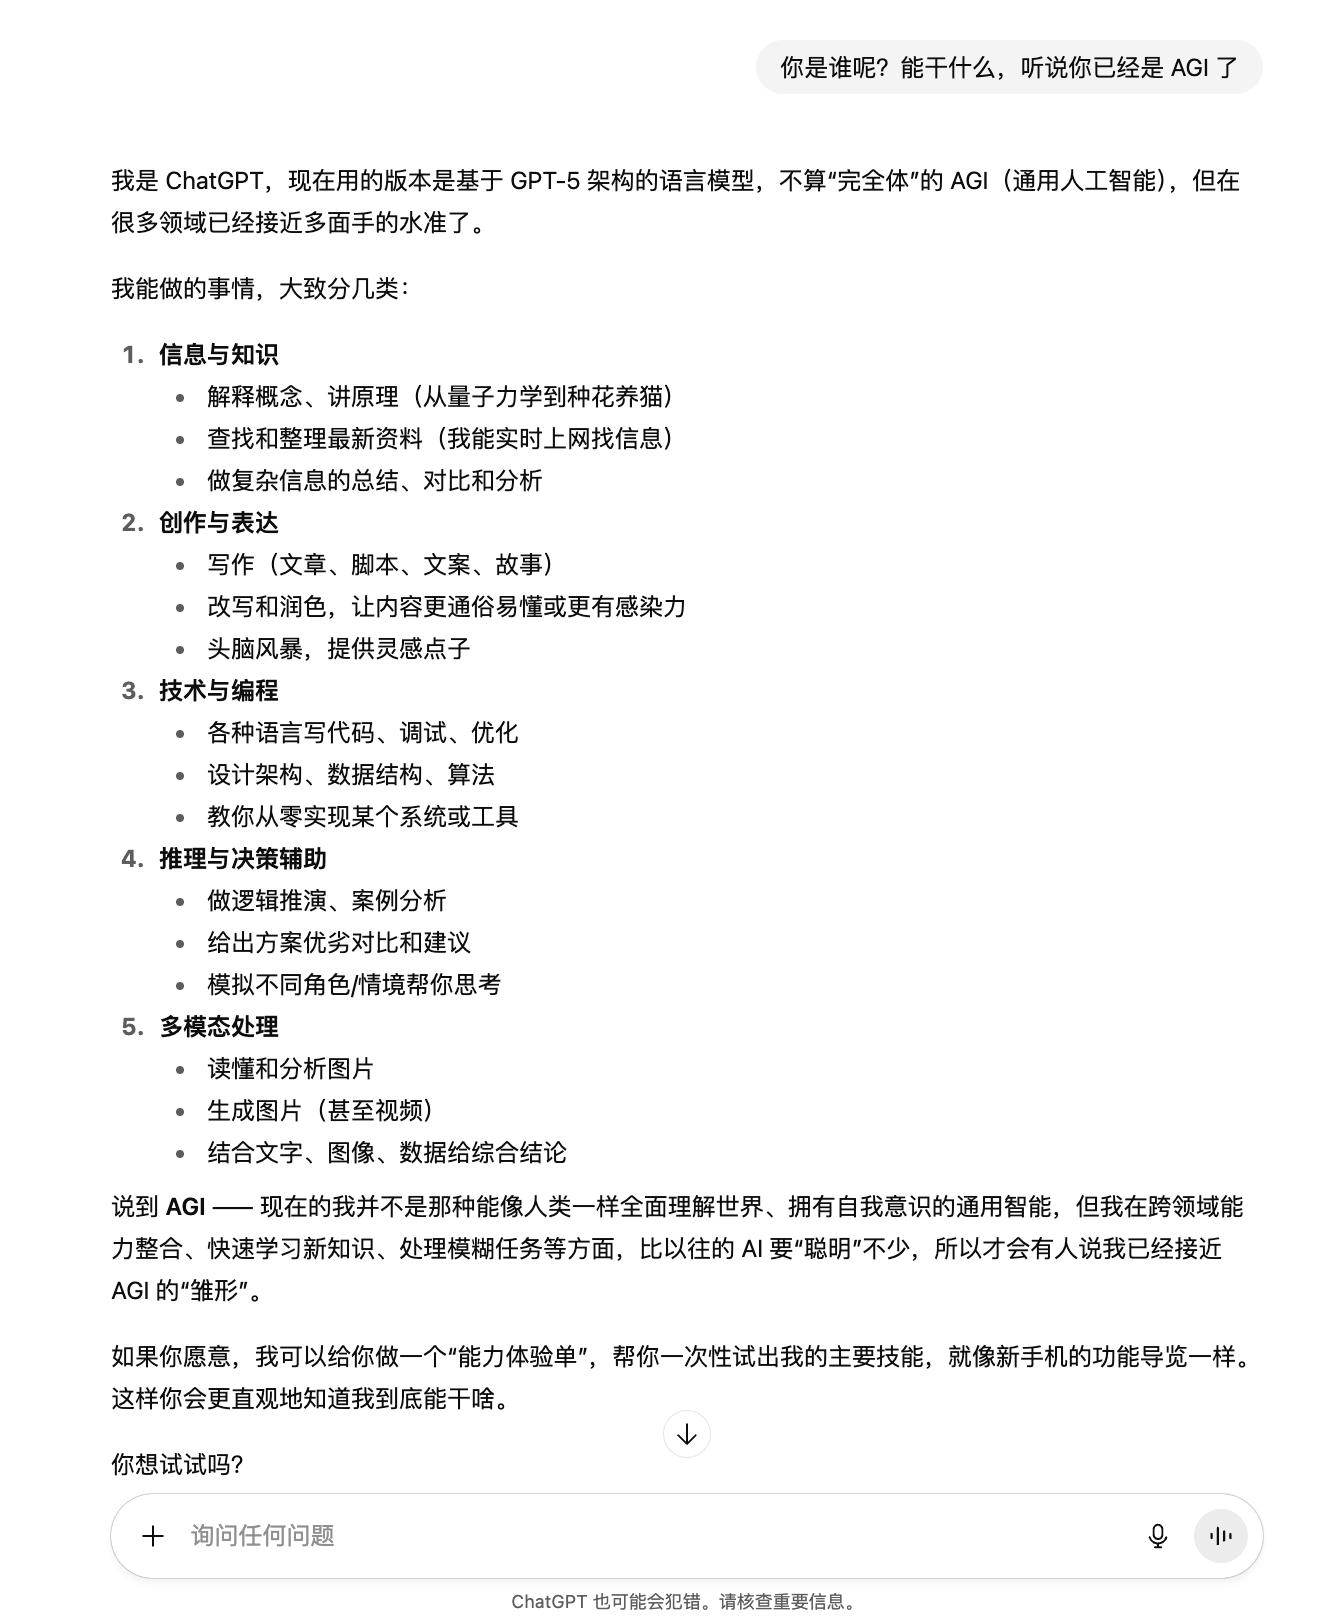 你是谁呢？能干什么，听说你已经是 AGI 了
我是 ChatGPT，现在用的版本是基于 GPT-5 架构的语言模型，不算“完全体”的 AGI（通用人工智能），但在
很多领域已经接近多面手的水准了。
我能做的事情，大致分几类：
1. 信息与知识
• 解释概念、讲原理（从量子力学到种花养猫）
• 查找和整理最新资料（我能实时上网找信息）
• 做复杂信息的总结、对比和分析
2. 创作与表达
• 写作（文章、脚本、文案、故事）
• 改写和润色，让内容更通俗易懂或更有感染力
• 头脑风暴，提供灵感点子
3. 技术与编程
• 各种语言写代码、调试、优化
• 设计架构、数据结构、算法
• 教你从零实现某个系统或工具
4. 推理与决策辅助
• 做逻辑推演、案例分析
• 给出方案优劣对比和建议
• 模拟不同角色/情境帮你思考
5. 多模态处理
• 读懂和分析图片
• 生成图片（甚至视频）
• 结合文字、图像、数据给综合结论
说到 AGI —— 现在的我并不是那种能像人类一样全面理解世界、拥有自我意识的通用智能，但我在跨领域能
力整合、快速学习新知识、处理模糊任务等方面，比以往的 AI 要“聪明”不少，所以才会有人说我已经接近
AGI 的“雏形”。
如果你愿意，我可以给你做一个“能力体验单”，帮你一次性试出我的主要技能，就像新手机的功能导览一样。
这样你会更直观地知道我到底能干啥。
你想试试吗？
询问任何问题
ChatGPT 也可能会犯错。请核查重要信息。